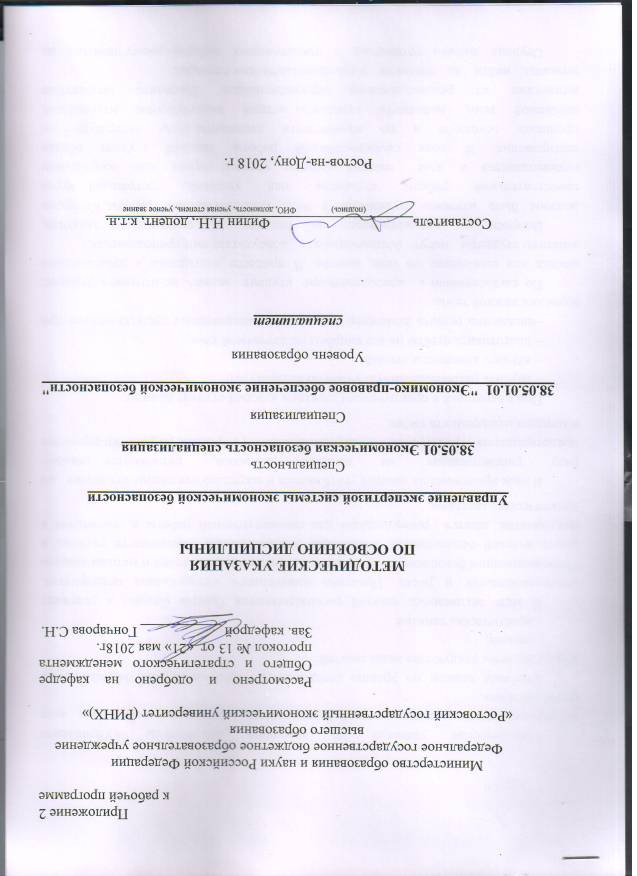 Приложение 2
к рабочей программе
Министерство образования и науки Российской Федерации
Федеральное государственное бюджетное образовательное учреждение
высшего образования
«Ростовский государственный экономический университет (РИНХ)»
Рассмотрено и одобрено на кафедре
Общего и стратегического менеджмента
протокол № 13 от «21» мая 2018г.
Зав. кафедрой Гончарова С.Н.
МЕТОДИЧЕСКИЕ УКАЗАНИЯ
ПО ОСВОЕНИЮ ДИСЦИПЛИНЫ
Управление экспертизой системы экономической безопасности
Специальность
38.05.01 Экономическая безопасность специализация
Специализация
38.05.01.01 "Экономико-правовое обеспечение экономической безопасности"
Уровень образования
специалитет
Составитель Филин Н.Н., доцент, к.т.н.
(подпись) ФИО, должность, ученая степень, ученое звание
Ростов-на-Дону, 2018 г.